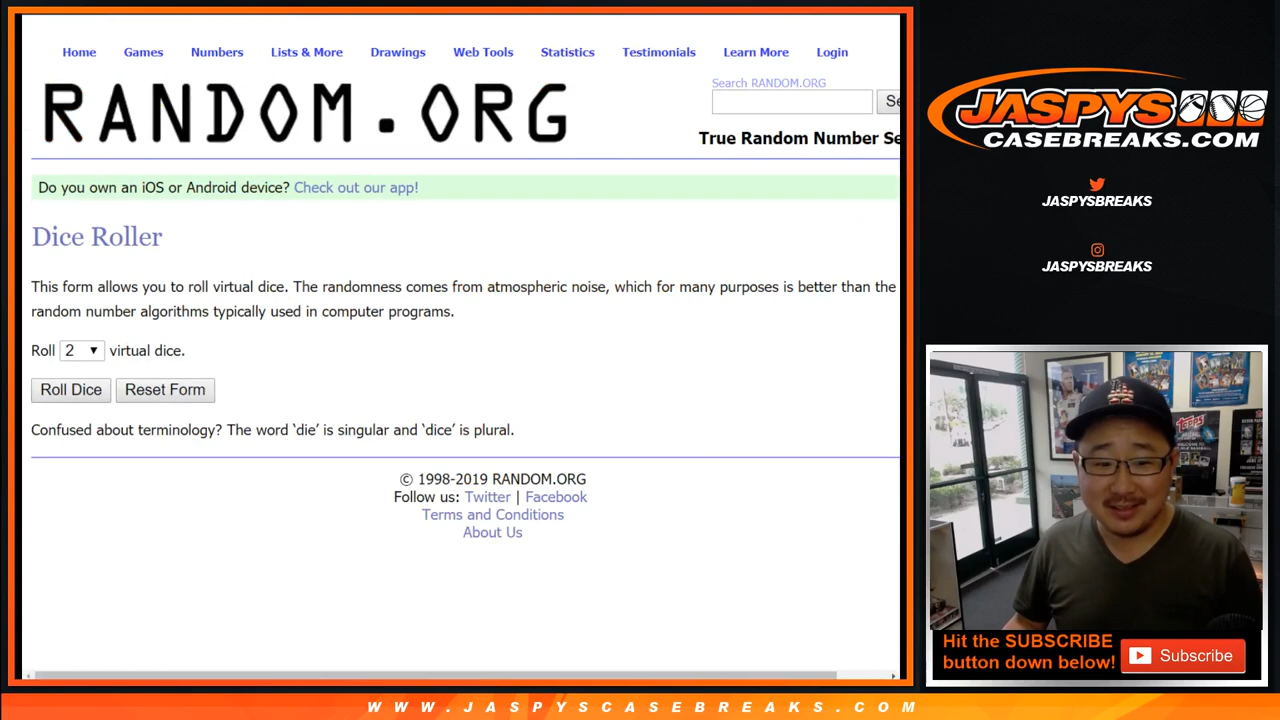 Home Games Numbers Lists & More Drawings Web Tools Statistics Testimonials Learn More Login
RANDOM.ORG
Search RANDOM.ORG
Se
True Random Number Se
Do you own an iOS or Android device? Check out our app!
Dice Roller
This form allows you to roll virtual dice. The randomness comes from atmospheric noise, which for many purposes is better than the
random number algorithms typically used in computer programs.
Roll 2 virtual dice.
Roll Dice Reset Form
Confused about terminology? The word ‘die’ is singular and ‘dice’ is plural.
© 1998-2019 RANDOM.ORG
Follow us: Twitter | Facebook
Terms and Conditions
About Us
JASPYS
CASEBREAKS.COM
JASPYSBREAKS
JASPYSBREAKS
TOPPS
Hit the SUBSCRIBE
button down below!
Subscribe
WWW.JASPYSCASEBREAKS.COM